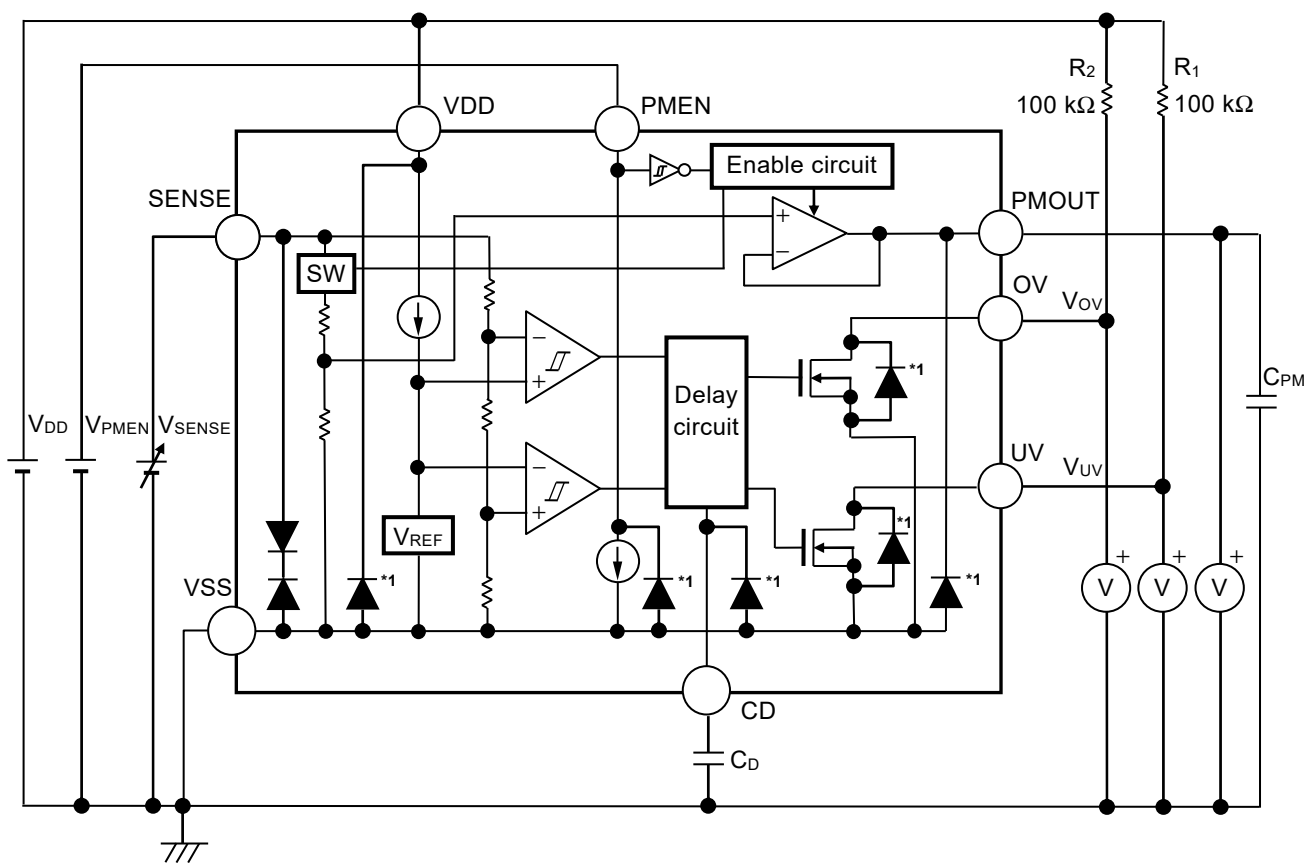 R2
100 kΩ
R1
100 kΩ
VDD
PMEN
Enable circuit
SENSE
PMOUT
SW
+
−
OV
VOV
−
+
*1
Delay
circuit
CPM
VDD
VPMEN
VSENSE
UV
VUV
−
+
*1
VREF
+
+
+
VSS
*1
*1
*1
*1
V
V
V
CD
CD